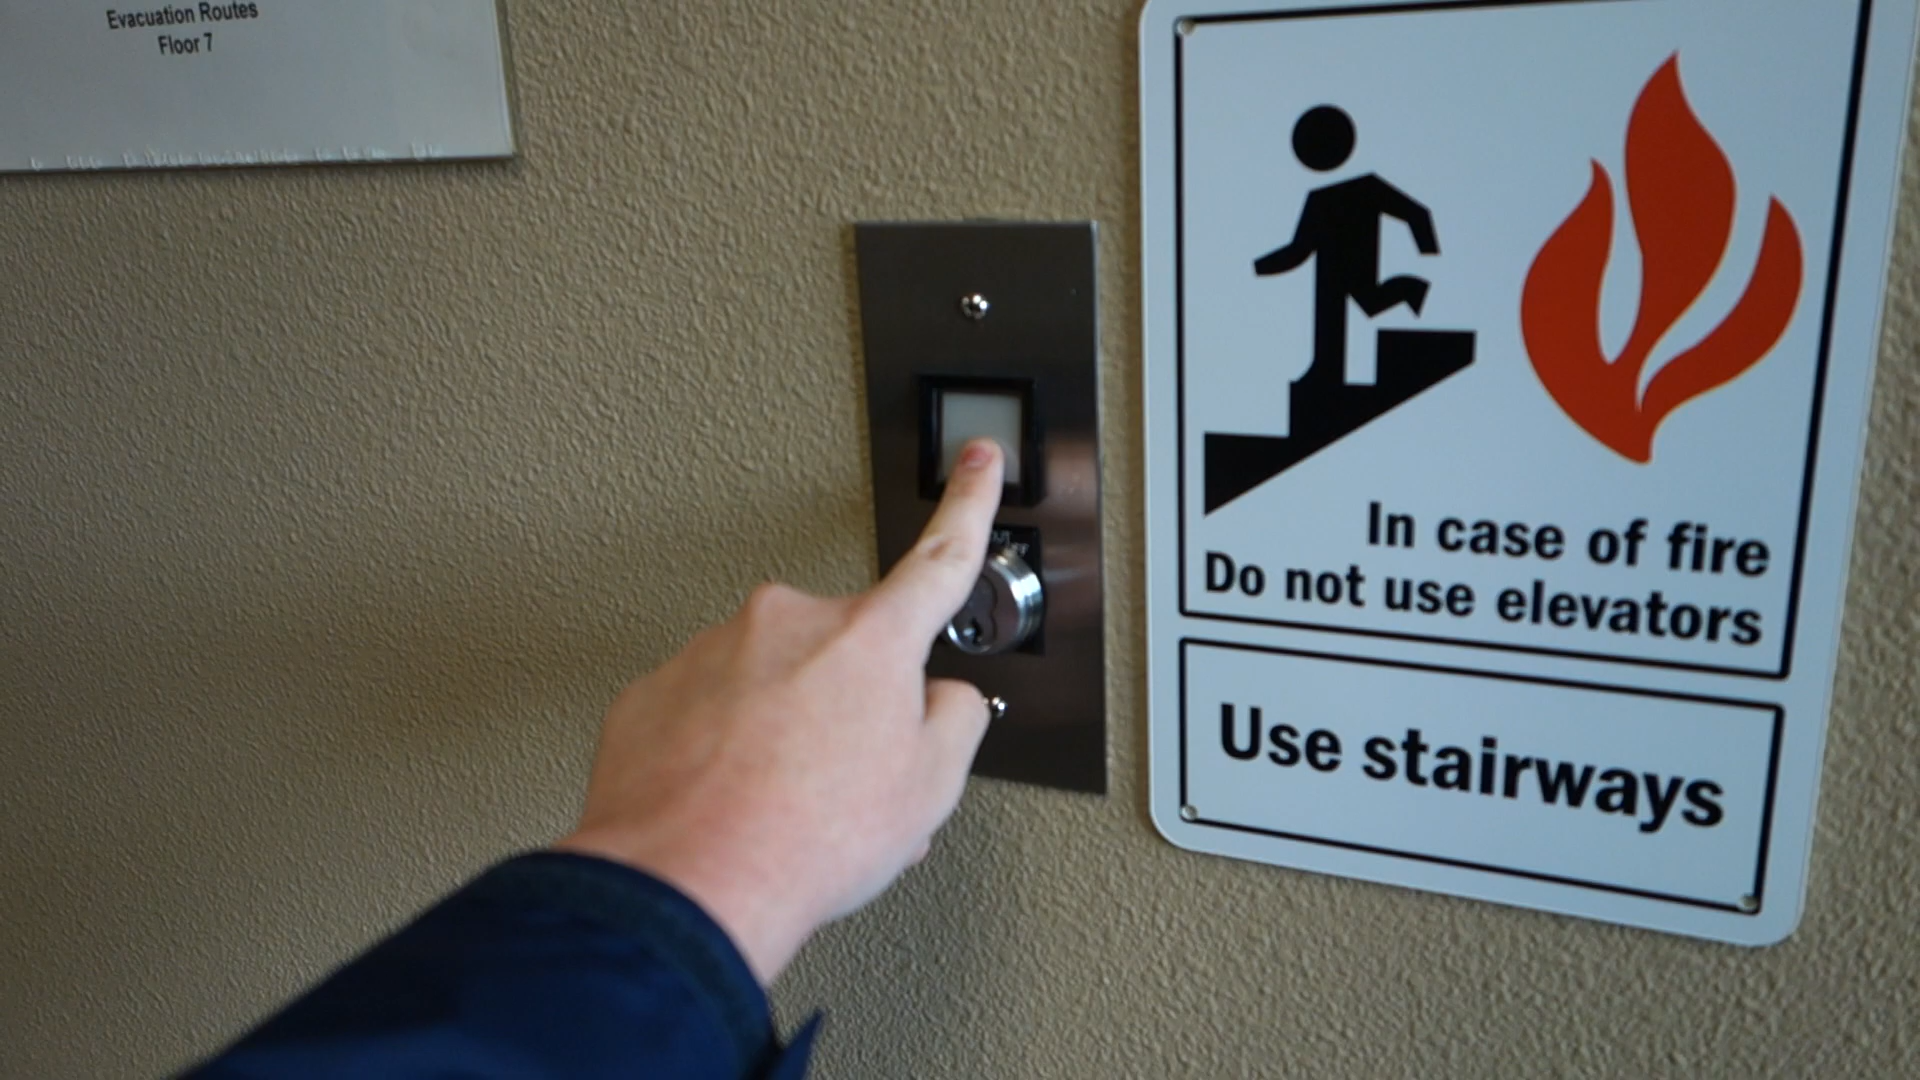 Evacuation Routes
Floor 7
In case of fire
Do not use elevators
Use stairways